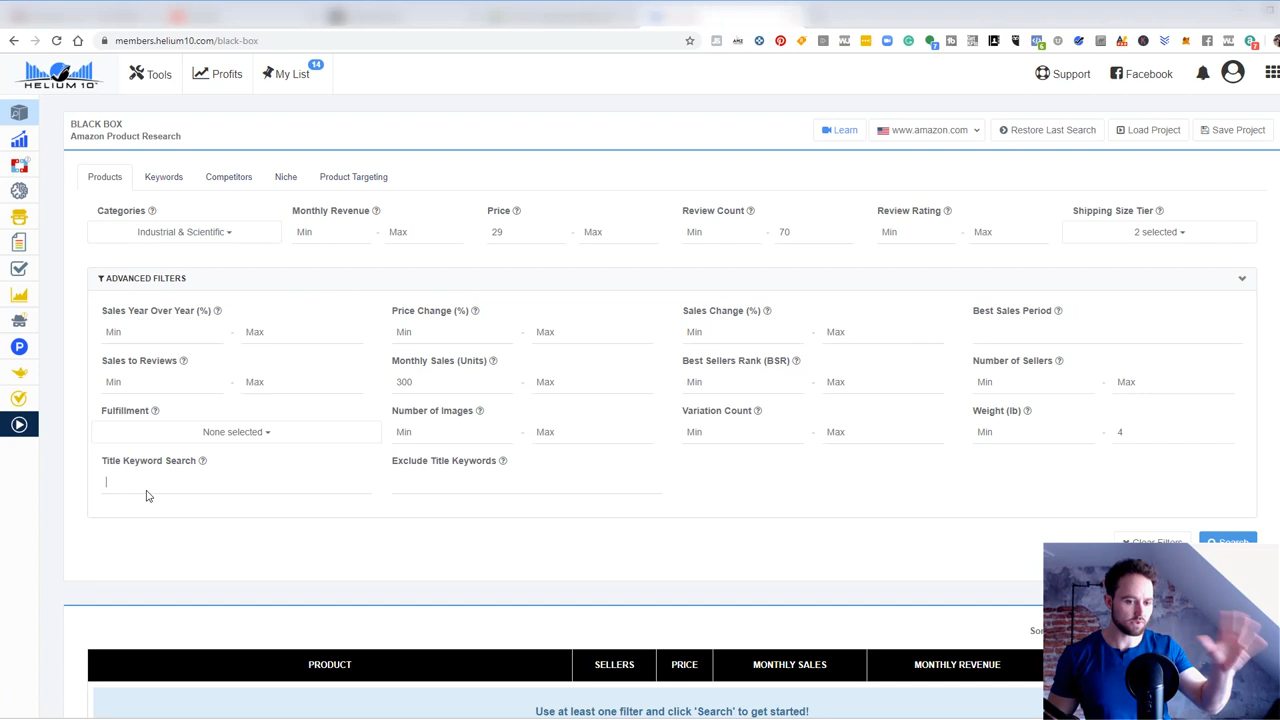 members.helium10.com/black-box
HELIUM 10
Tools
Profits
My List
14
Support
Facebook
BLACK BOX
Amazon Product Research
Learn
www.amazon.com
Restore Last Search
Load Project
Save Project
Products
Keywords
Competitors
Niche
Product Targeting
Categories
Monthly Revenue
Price
Review Count
Review Rating
Shipping Size Tier
Industrial & Scientific
Min - Max
29 - Max
Min - 70
Min - Max
2 selected
ADVANCED FILTERS
Sales Year Over Year (%)
Price Change (%)
Sales Change (%)
Best Sales Period
Min - Max
Min - Max
Min - Max
Sales to Reviews
Monthly Sales (Units)
Best Sellers Rank (BSR)
Number of Sellers
Min - Max
300 - Max
Min - Max
Min - Max
Fulfillment
Number of Images
Variation Count
Weight (lb)
None selected
Min - Max
Min - Max
Min - 4
Title Keyword Search
Exclude Title Keywords
Clear Filters
Search
PRODUCT
SELLERS
PRICE
MONTHLY SALES
MONTHLY REVENUE
Use at least one filter and click 'Search' to get started!